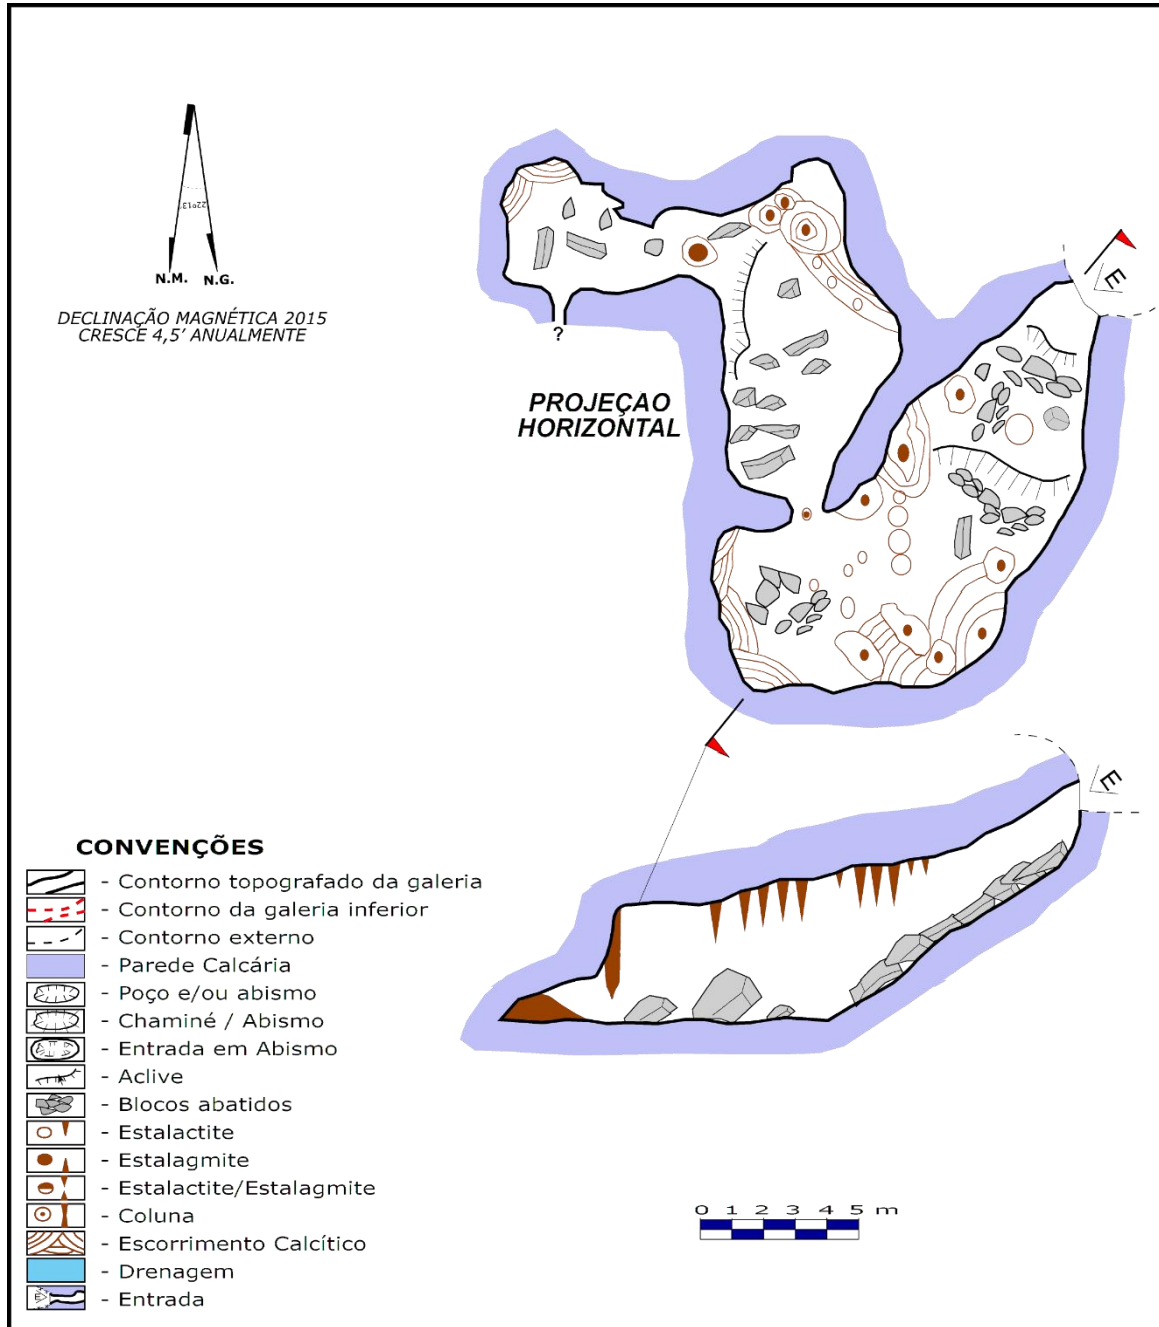 22º13'
N.M. N.G.
DECLINAÇÃO MAGNÉTICA 2015
CRESCE 4,5’ ANUALMENTE
E
?
PROJEÇAO
HORIZONTAL
E
CONVENÇÕES
- Contorno topografado da galeria
- Contorno da galeria inferior
- Contorno externo
- Parede Calcária
- Poço e/ou abismo
- Chaminé / Abismo
- Entrada em Abismo
- Aclive
- Blocos abatidos
- Estalactite
- Estalagmite
- Estalactite/Estalagmite
- Coluna
- Escorrimento Calcítico
- Drenagem
E
- Entrada
0 1 2 3 4 5 m